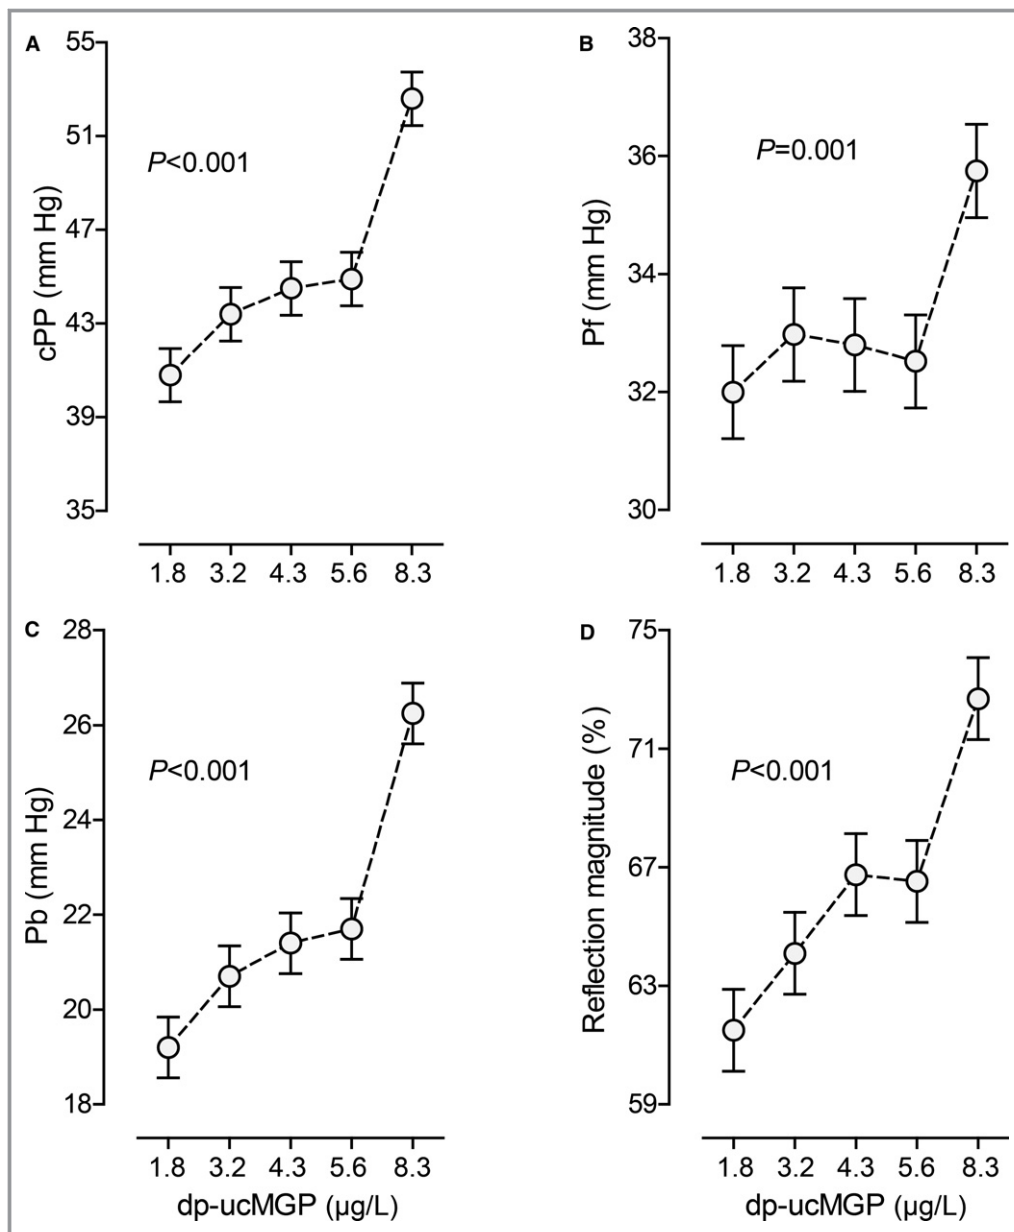 A
55
51
47
43
39
35
cPP (mm Hg)
P<0.001
1.8 3.2 4.3 5.6 8.3
B
38
36
34
32
30
Pf (mm Hg)
P=0.001
1.8 3.2 4.3 5.6 8.3
C
28
26
24
22
20
18
Pb (mm Hg)
P<0.001
1.8 3.2 4.3 5.6 8.3
dp-ucMGP (µg/L)
D
75
71
67
63
59
Reflection magnitude (%)
P<0.001
1.8 3.2 4.3 5.6 8.3
dp-ucMGP (µg/L)